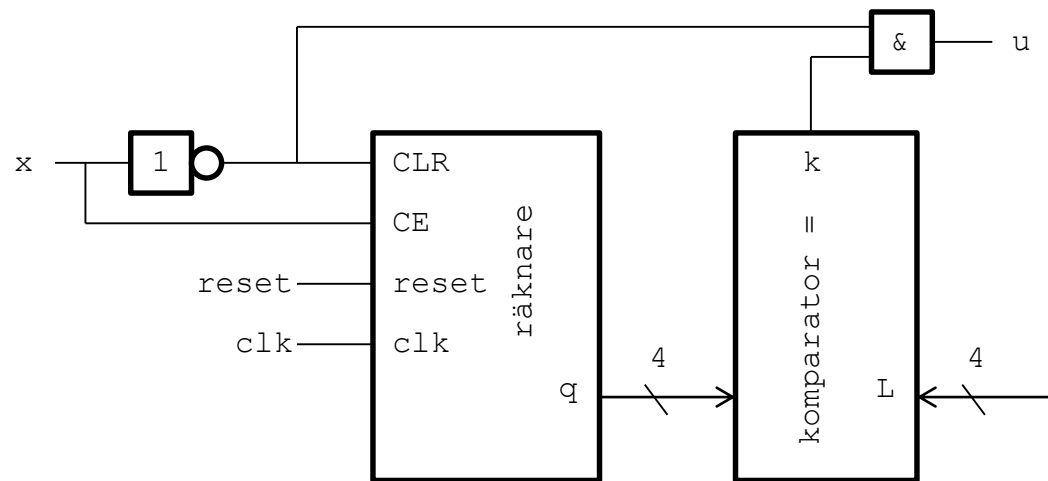 & u
x 1 CLR k
CE
reset reset
räknare
komparator =
clk clk
4 4
q L